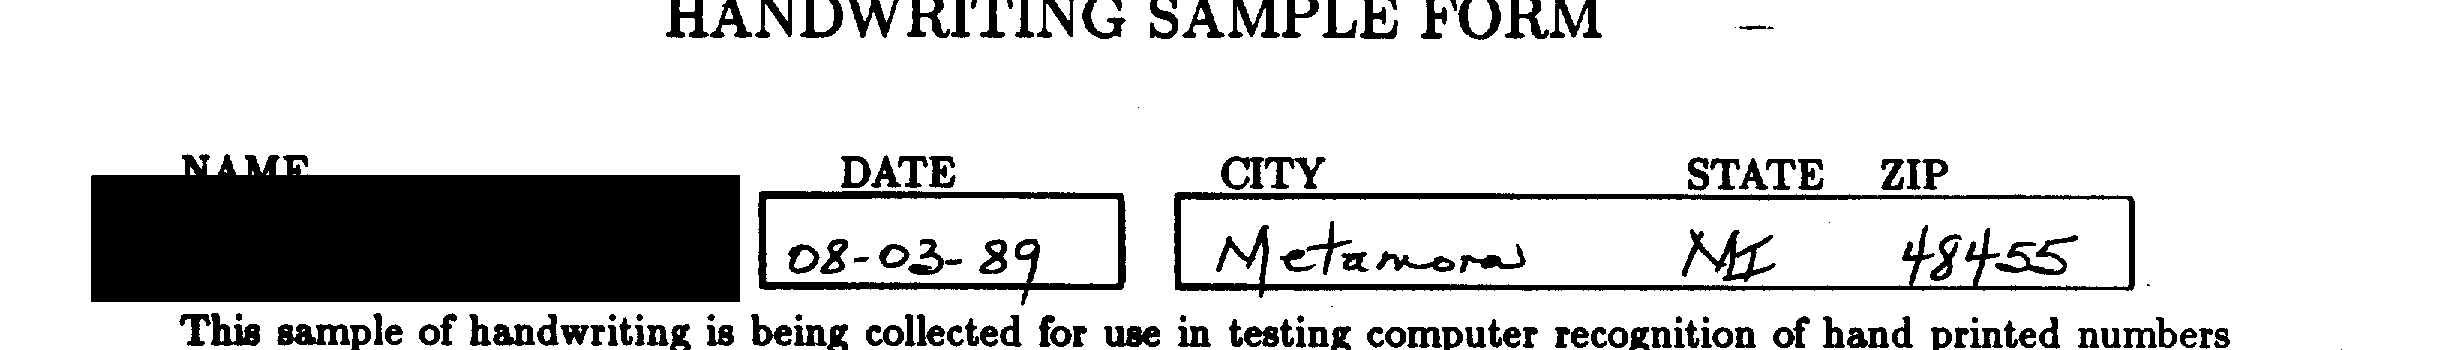 HANDWRITING SAMPLE FORM
NAME DATE CITY STATE ZIP
08-03-89 Metamora MI 48455
This sample of handwriting is being collected for use in testing computer recognition of hand printed numbers